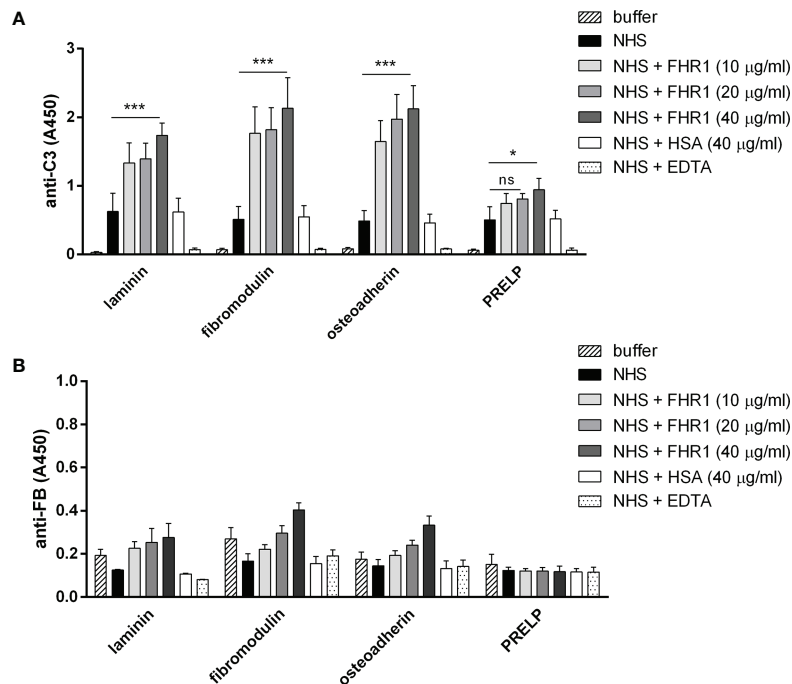 A
buffer
NHS
NHS + FHR1 (10 μg/ml)
NHS + FHR1 (20 μg/ml)
NHS + FHR1 (40 μg/ml)
NHS + HSA (40 μg/ml)
NHS + EDTA
anti-C3 (A450)
3
2
1
0
***
***
***
*
ns
laminin
fibromodulin
osteoadherin
PRELP
B
buffer
NHS
NHS + FHR1 (10 μg/ml)
NHS + FHR1 (20 μg/ml)
NHS + FHR1 (40 μg/ml)
NHS + HSA (40 μg/ml)
NHS + EDTA
anti-FB (A450)
1.0
0.8
0.6
0.4
0.2
0.0
laminin
fibromodulin
osteoadherin
PRELP